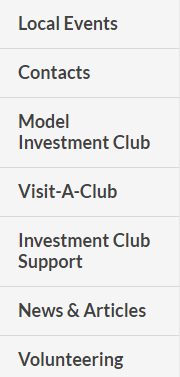 Local Events
Contacts
Model
Investment Club
Visit-A-Club
Investment Club
Support
News & Articles
Volunteering